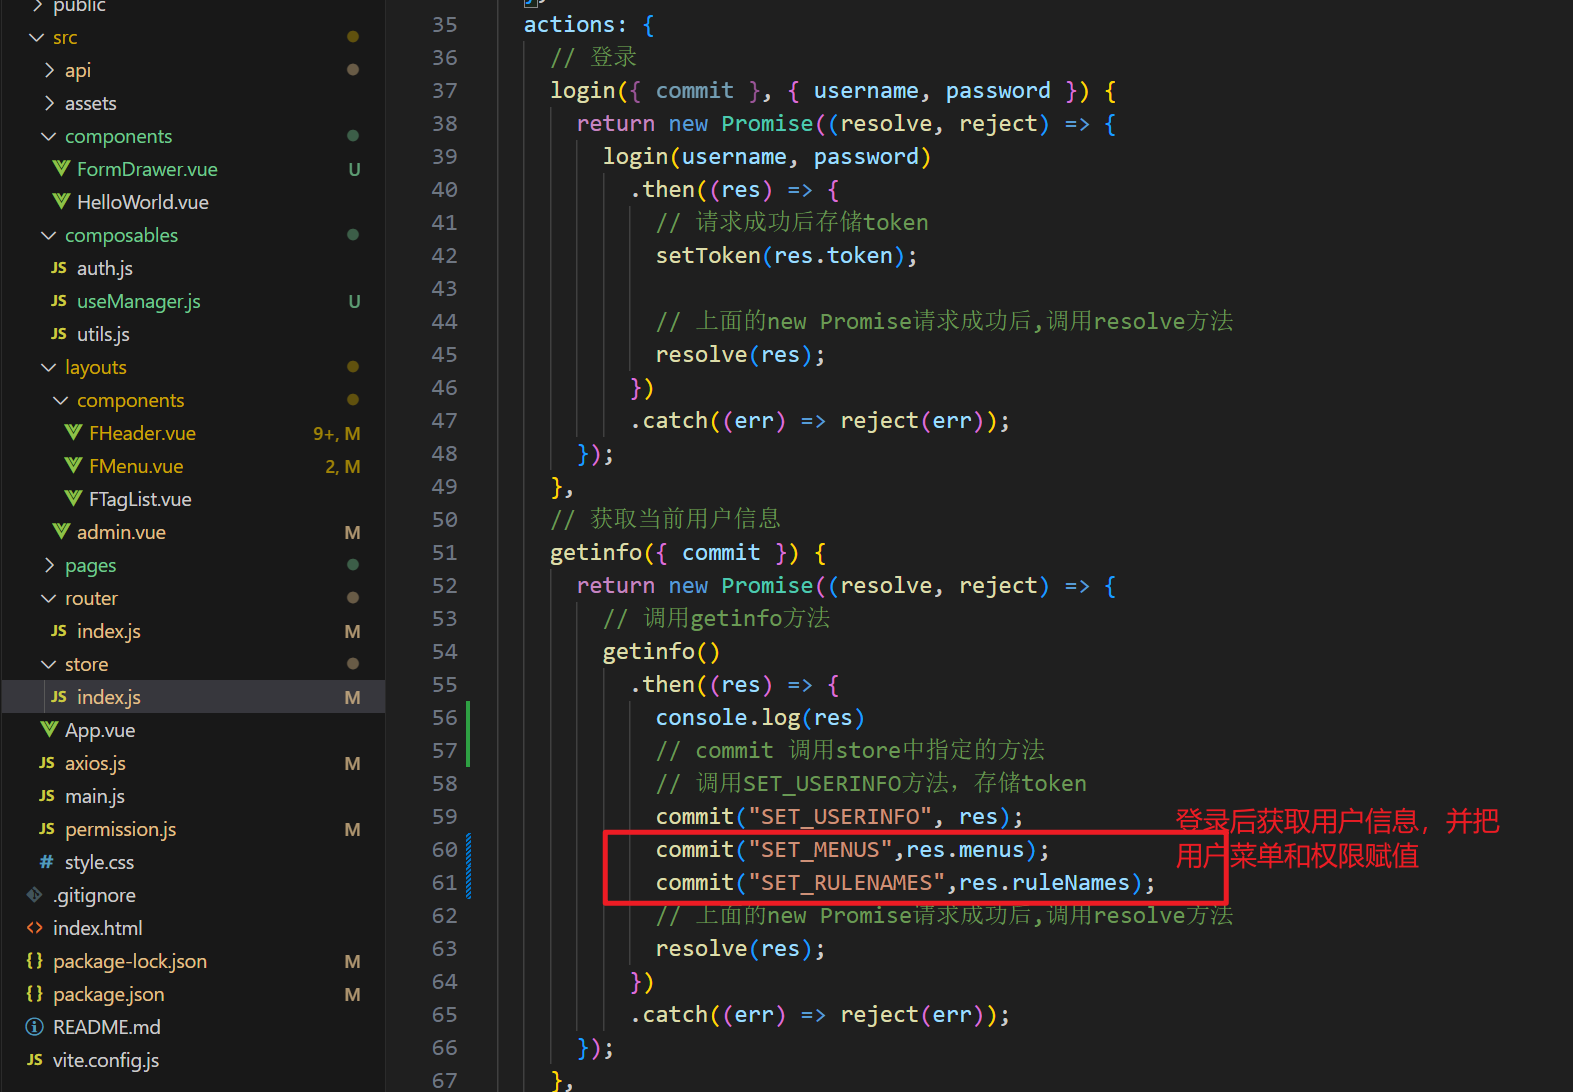 public
src
api
assets
components
FormDrawer.vue U
HelloWorld.vue
composables
JS auth.js
JS useManager.js U
JS utils.js
layouts
components
FHeader.vue 9+, M
FMenu.vue 2, M
FTagList.vue
admin.vue M
pages
router
JS index.js M
store
JS index.js M
App.vue
JS axios.js M
JS main.js
JS permission.js M
# style.css
.gitignore
<> index.html
{} package-lock.json M
{} package.json M
README.md
JS vite.config.js
35 actions: {
36 // 登录
37 login({ commit }, { username, password }) {
38 return new Promise((resolve, reject) => {
39 login(username, password)
40 .then((res) => {
41 // 请求成功后存储token
42 setToken(res.token);
43
44 // 上面的new Promise请求成功后,调用resolve方法
45 resolve(res);
46 })
47 .catch((err) => reject(err));
48 });
49 },
50 // 获取当前用户信息
51 getinfo({ commit }) {
52 return new Promise((resolve, reject) => {
53 // 调用getinfo方法
54 getinfo()
55 .then((res) => {
56 console.log(res)
57 // commit 调用store中指定的方法
58 // 调用SET_USERINFO方法，存储token
59 commit("SET_USERINFO", res);
60 commit("SET_MENUS",res.menus);
61 commit("SET_RULENAMES",res.ruleNames);
62 // 上面的new Promise请求成功后,调用resolve方法
63 resolve(res);
64 })
65 .catch((err) => reject(err));
66 });
67 },
登录后获取用户信息，并把
用户菜单和权限赋值